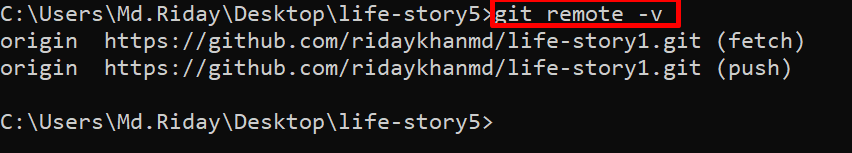 C:\Users\Md.Riday\Desktop\life-story5>git remote -v
origin  https://github.com/ridaykhanmd/life-story1.git (fetch)
origin  https://github.com/ridaykhanmd/life-story1.git (push)
C:\Users\Md.Riday\Desktop\life-story5>